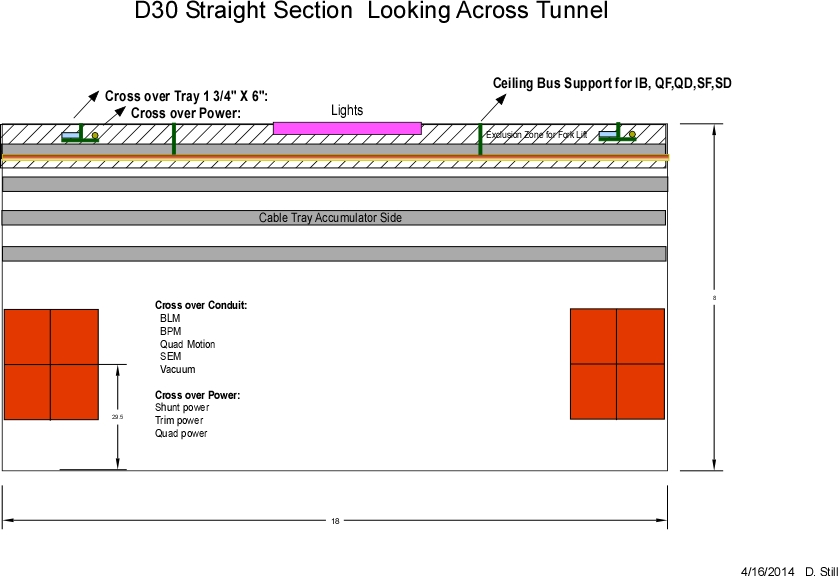 D30 Straight Section  Looking Across Tunnel
Ceiling Bus Support for IB, QF,QD,SF,SD
Cross over Tray 1 3/4" X 6":
Cross over Power:
Lights
Exclusion Zone for Fork Lift
Cable Tray Accumulator Side
8
Cross over Conduit:
BLM
BPM
Quad Motion
SEM
Vacuum
Cross over Power:
Shunt power
Trim power
Quad power
29.5
18
4/16/2014   D. Still